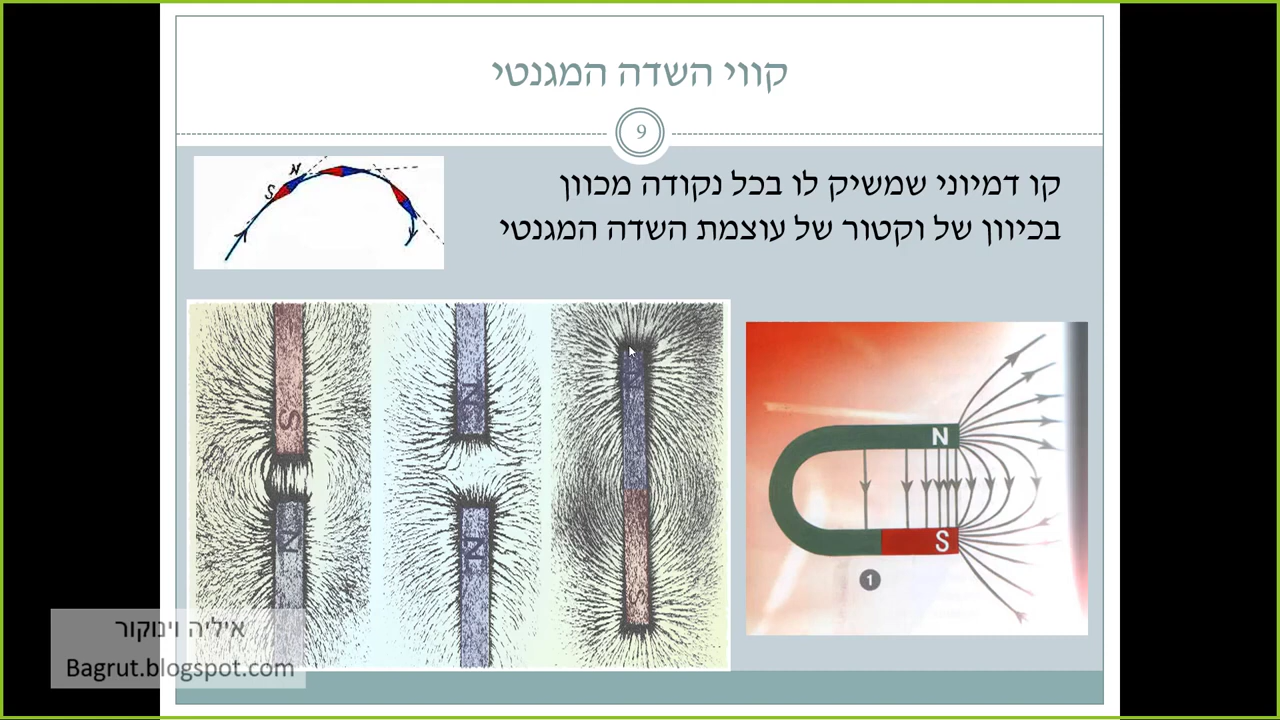 קווי השדה המגנטי
9
קו דמיוני שמשיק לו בכל נקודה מכוון
בכיוון של וקטור של עוצמת השדה המגנטי
N
S
S
N
N
N
S
N
S
1
איליה וינוקור
Bagrut.blogspot.com